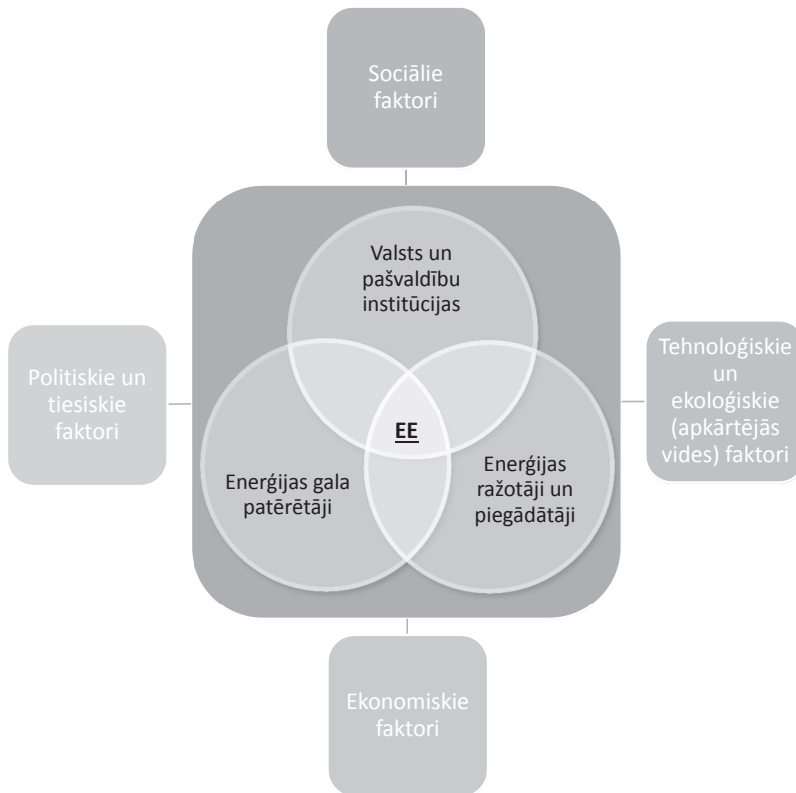 Sociālie
faktori
Valsts un
pašvaldību
institūcijas
Politiskie un
tiesiskie
faktori
Tehnoloģiskie
un
ekoloģiskie
(apkārtējās
vides) faktori
EE
Enerģijas gala
patērētāji
Enerģijas
ražotāji un
piegādātāji
Ekonomiskie
faktori